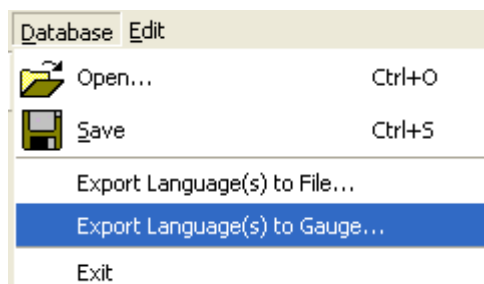 Database Edit
Open... Ctrl+O
Save Ctrl+S
Export Language(s) to File...
Export Language(s) to Gauge...
Exit